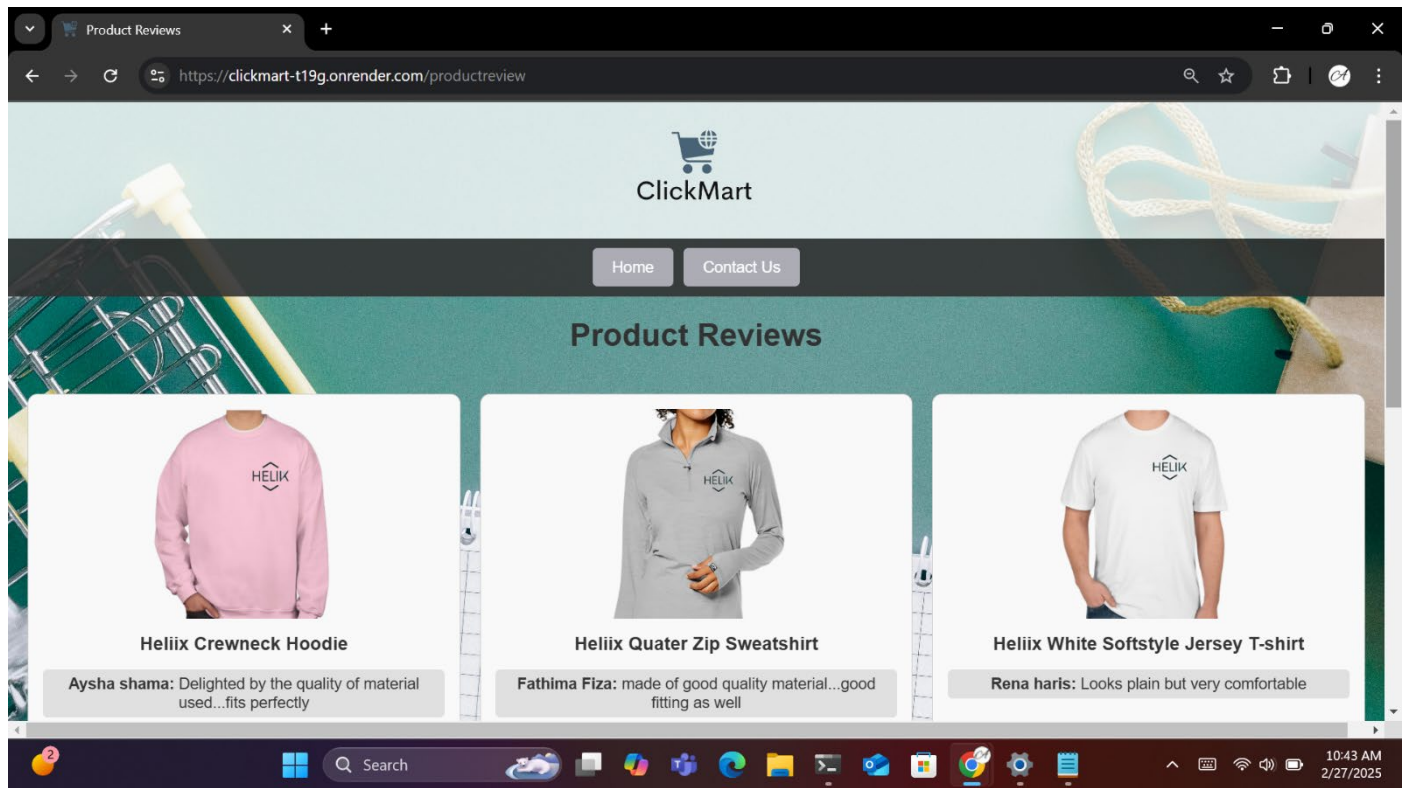 Product Reviews
https://clickmart-t19g.onrender.com/productreview
ClickMart
Home
Contact Us
Product Reviews
HELIK
HELIK
HELIK
Heliix Crewneck Hoodie
Heliix Quater Zip Sweatshirt
Heliix White Softstyle Jersey T-shirt
Aysha shama: Delighted by the quality of material
used...fits perfectly
Fathima Fiza: made of good quality material...good
fitting as well
Rena haris: Looks plain but very comfortable
2
Search
10:43 AM
2/27/2025